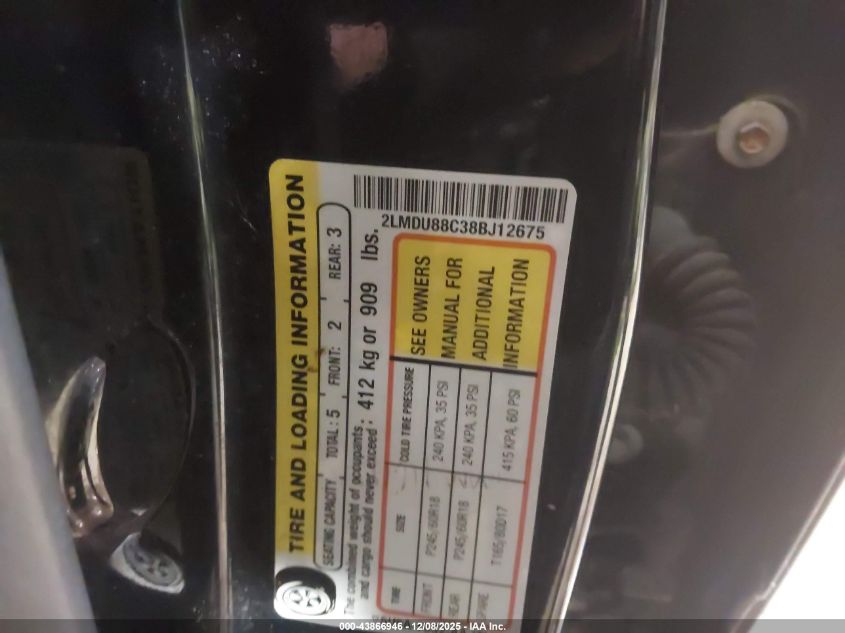 TIRE AND LOADING INFORMATION
SEATING CAPACITY TOTAL: 5 FRONT: 2 REAR: 3
The combined weight of occupants
and cargo should never exceed: 412 kg or 909 lbs.
2LMDU88C38BJ12675
TIRE SIZE COLD TIRE PRESSURE
FRONT P245/60R18 240 KPA, 35 PSI
REAR P245/60R18 240 KPA, 35 PSI
SPARE T165/80D17 415 KPA, 60 PSI
SEE OWNERS
MANUAL FOR
ADDITIONAL
INFORMATION
000-43866946 - 12/08/2025 - IAA Inc.